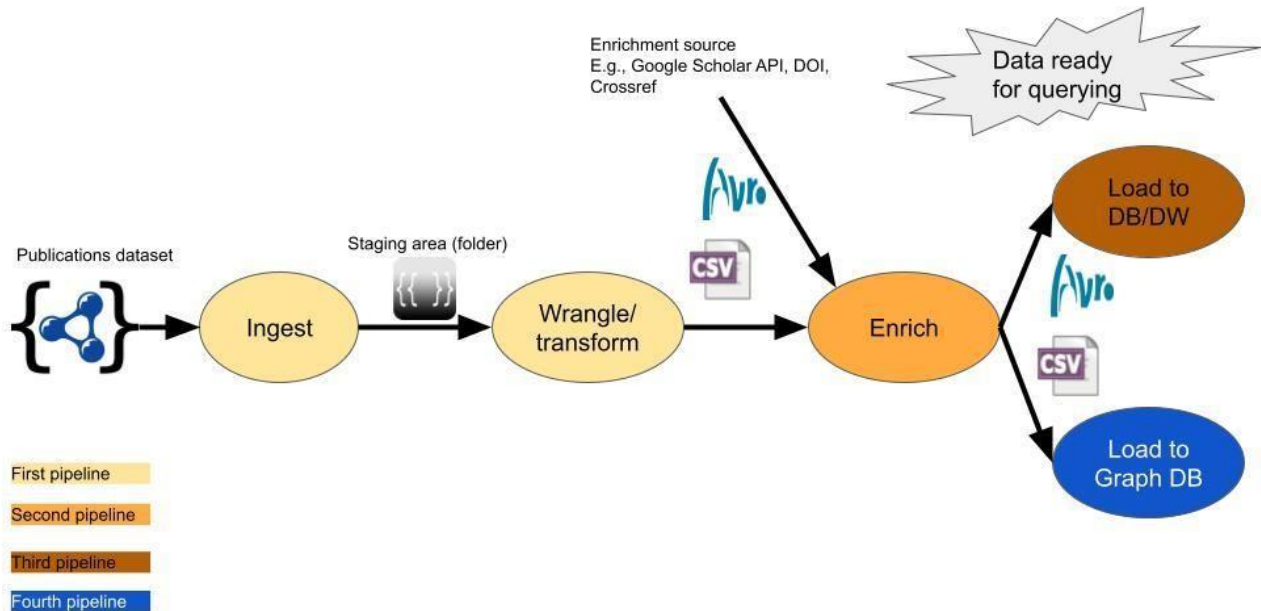 Enrichment source
E.g., Google Scholar API, DOI,
Crossref
Data ready
for querying
Avro
Load to
DB/DW
Publications dataset
Staging area (folder)
{{ }}
CSV
Ingest
Wrangle/
transform
Enrich
Avro
CSV
Load to
Graph DB
First pipeline
Second pipeline
Third pipeline
Fourth pipeline